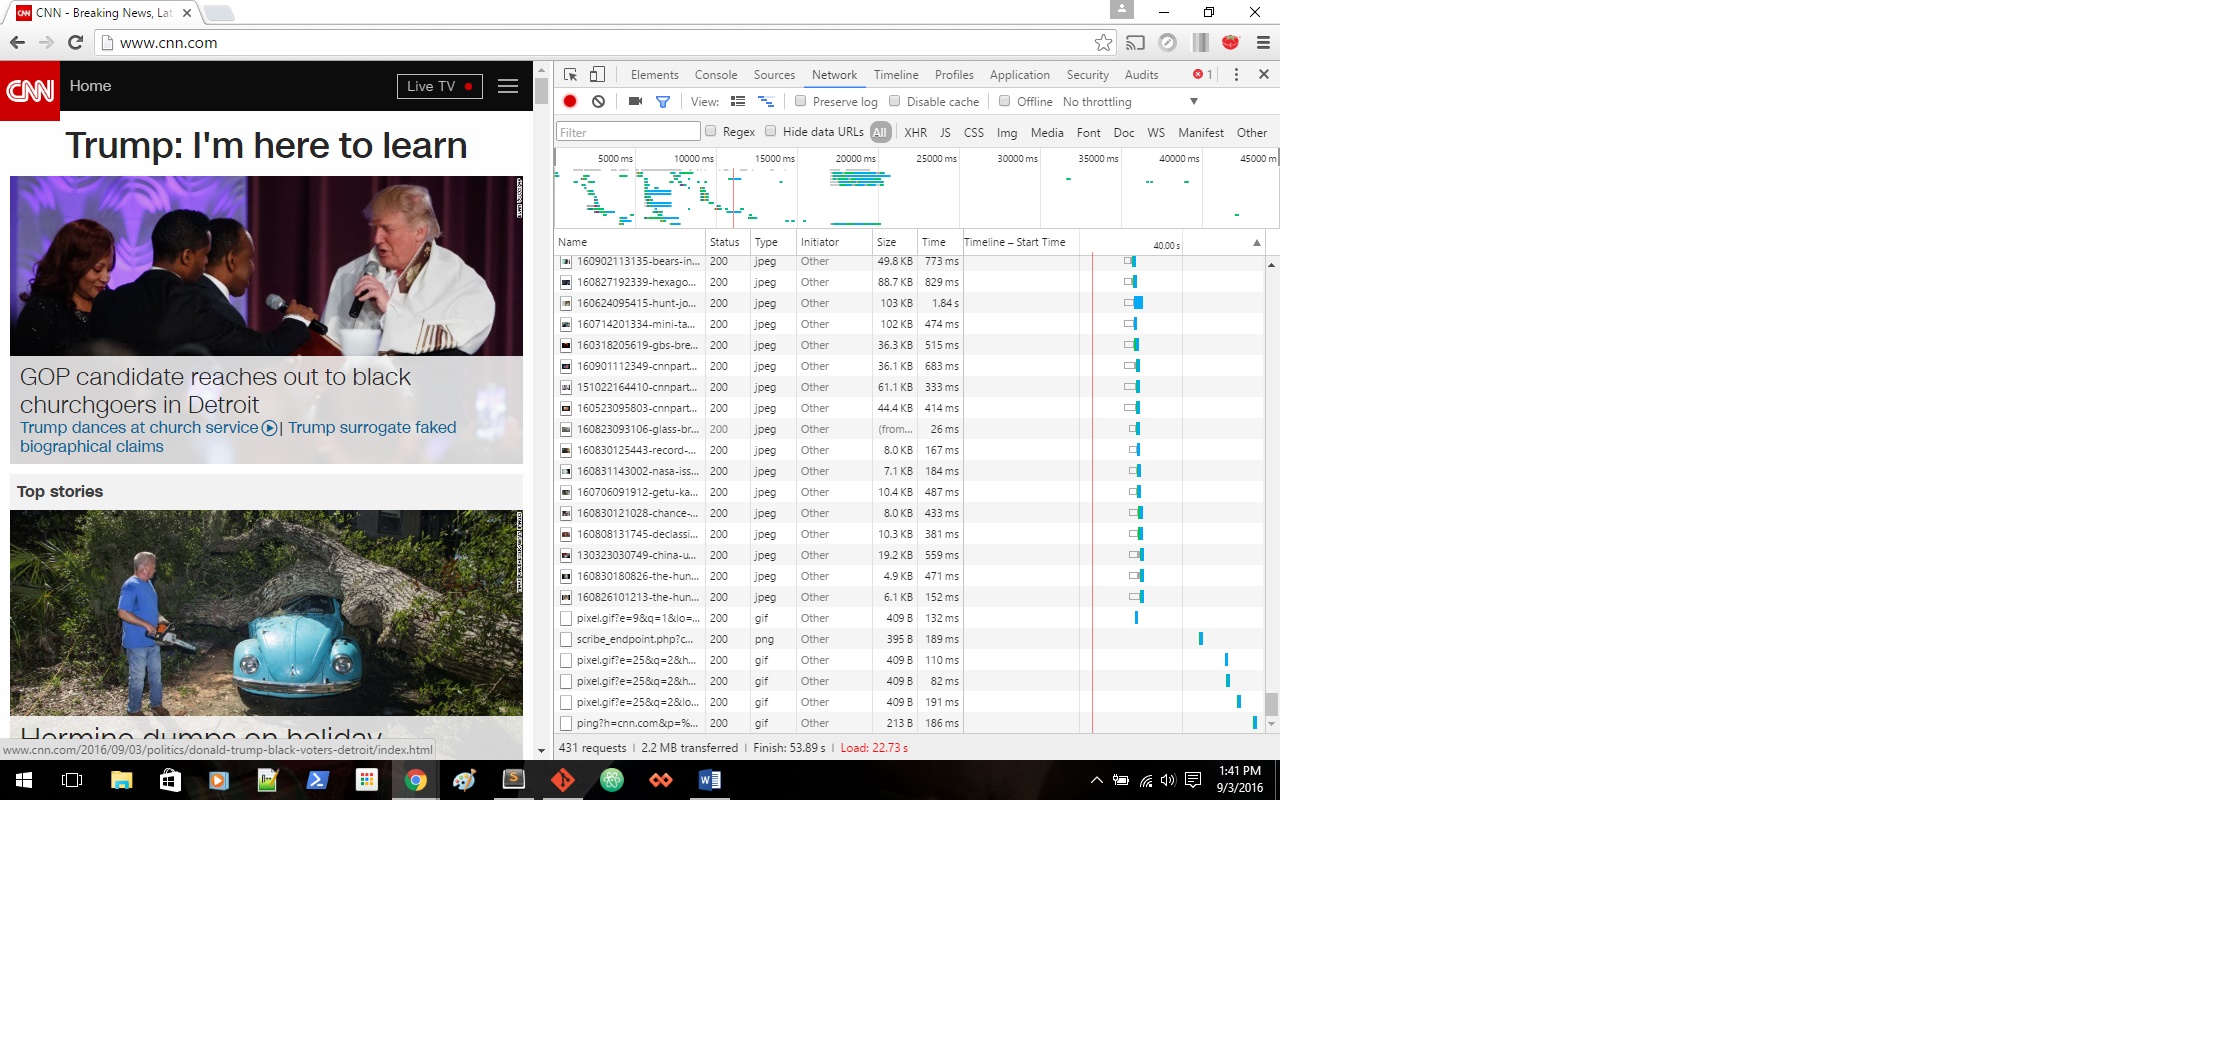 CNN - Breaking News, Lat
www.cnn.com
CNN
Home
Live TV
Trump: I'm here to learn
GOP candidate reaches out to black
churchgoers in Detroit
Trump dances at church service | Trump surrogate faked
biographical claims
Top stories
Hermine dumps on holiday
www.cnn.com/2016/09/03/politics/donald-trump-black-voters-detroit/index.html
Elements Console Sources Network Timeline Profiles Application Security Audits 1
View: Preserve log Disable cache Offline No throttling
Filter Regex Hide data URLs All XHR JS CSS Img Media Font Doc WS Manifest Other
5000 ms 10000 ms 15000 ms 20000 ms 25000 ms 30000 ms 35000 ms 40000 ms 45000 m
Name Status Type Initiator Size Time Timeline – Start Time 40.00 s
160902113135-bears-in... 200 jpeg Other 49.8 KB 773 ms
160827192339-hexago... 200 jpeg Other 88.7 KB 829 ms
160624095415-hunt-jo... 200 jpeg Other 103 KB 1.84 s
160714201334-mini-ta... 200 jpeg Other 102 KB 474 ms
160318205619-gbs-bre... 200 jpeg Other 36.3 KB 515 ms
160901112349-cnnpart... 200 jpeg Other 36.1 KB 683 ms
151022164410-cnnpart... 200 jpeg Other 61.1 KB 333 ms
160523095803-cnnpart... 200 jpeg Other 44.4 KB 414 ms
160823093106-glass-br... 200 jpeg Other (from... 26 ms
160830125443-record-... 200 jpeg Other 8.0 KB 167 ms
160831143002-nasa-iss... 200 jpeg Other 7.1 KB 184 ms
160706091912-getu-ka... 200 jpeg Other 10.4 KB 487 ms
160830121028-chance-... 200 jpeg Other 8.0 KB 433 ms
160808131745-declassi... 200 jpeg Other 10.3 KB 381 ms
130323030749-china-u... 200 jpeg Other 19.2 KB 559 ms
160830180826-the-hun... 200 jpeg Other 4.9 KB 471 ms
160826101213-the-hun... 200 jpeg Other 6.1 KB 152 ms
pixel.gif?e=9&q=1&lo=... 200 gif Other 409 B 132 ms
scribe_endpoint.php?c... 200 png Other 395 B 189 ms
pixel.gif?e=25&q=2&h... 200 gif Other 409 B 110 ms
pixel.gif?e=25&q=2&h... 200 gif Other 409 B 82 ms
pixel.gif?e=25&q=2&lo... 200 gif Other 409 B 191 ms
ping?h=cnn.com&p=%... 200 gif Other 213 B 186 ms
431 requests | 2.2 MB transferred | Finish: 53.89 s | Load: 22.73 s
1:41 PM
9/3/2016